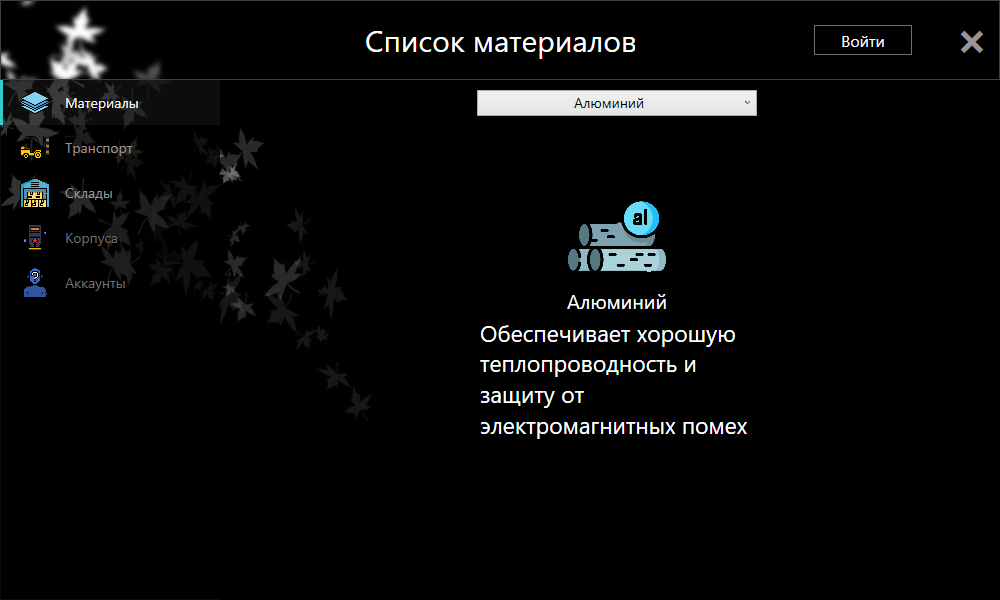 Список материалов
Войти
Материалы
Транспорт
Склады
Корпуса
Аккаунты
Алюминий
al
Алюминий
Обеспечивает хорошую
теплопроводность и
защиту от
электромагнитных помех